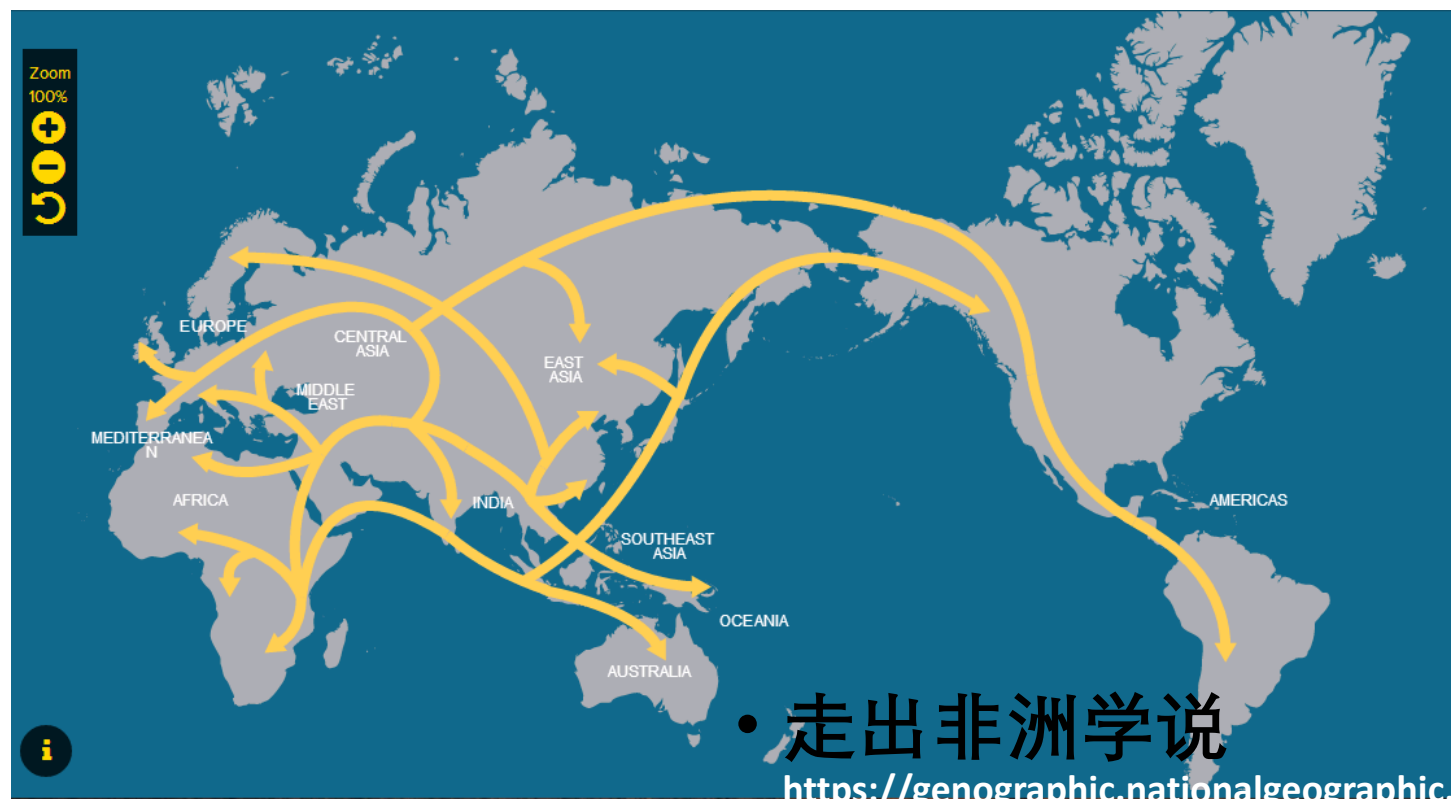 Zoom
100%
EUROPE
CENTRAL
ASIA
EAST
ASIA
MIDDLE
EAST
MEDITERRANEA
N
AFRICA
INDIA
AMERICAS
SOUTHEAST
ASIA
OCEANIA
AUSTRALIA
• 走出非洲学说
i
https://genographic.nationalgeographic.